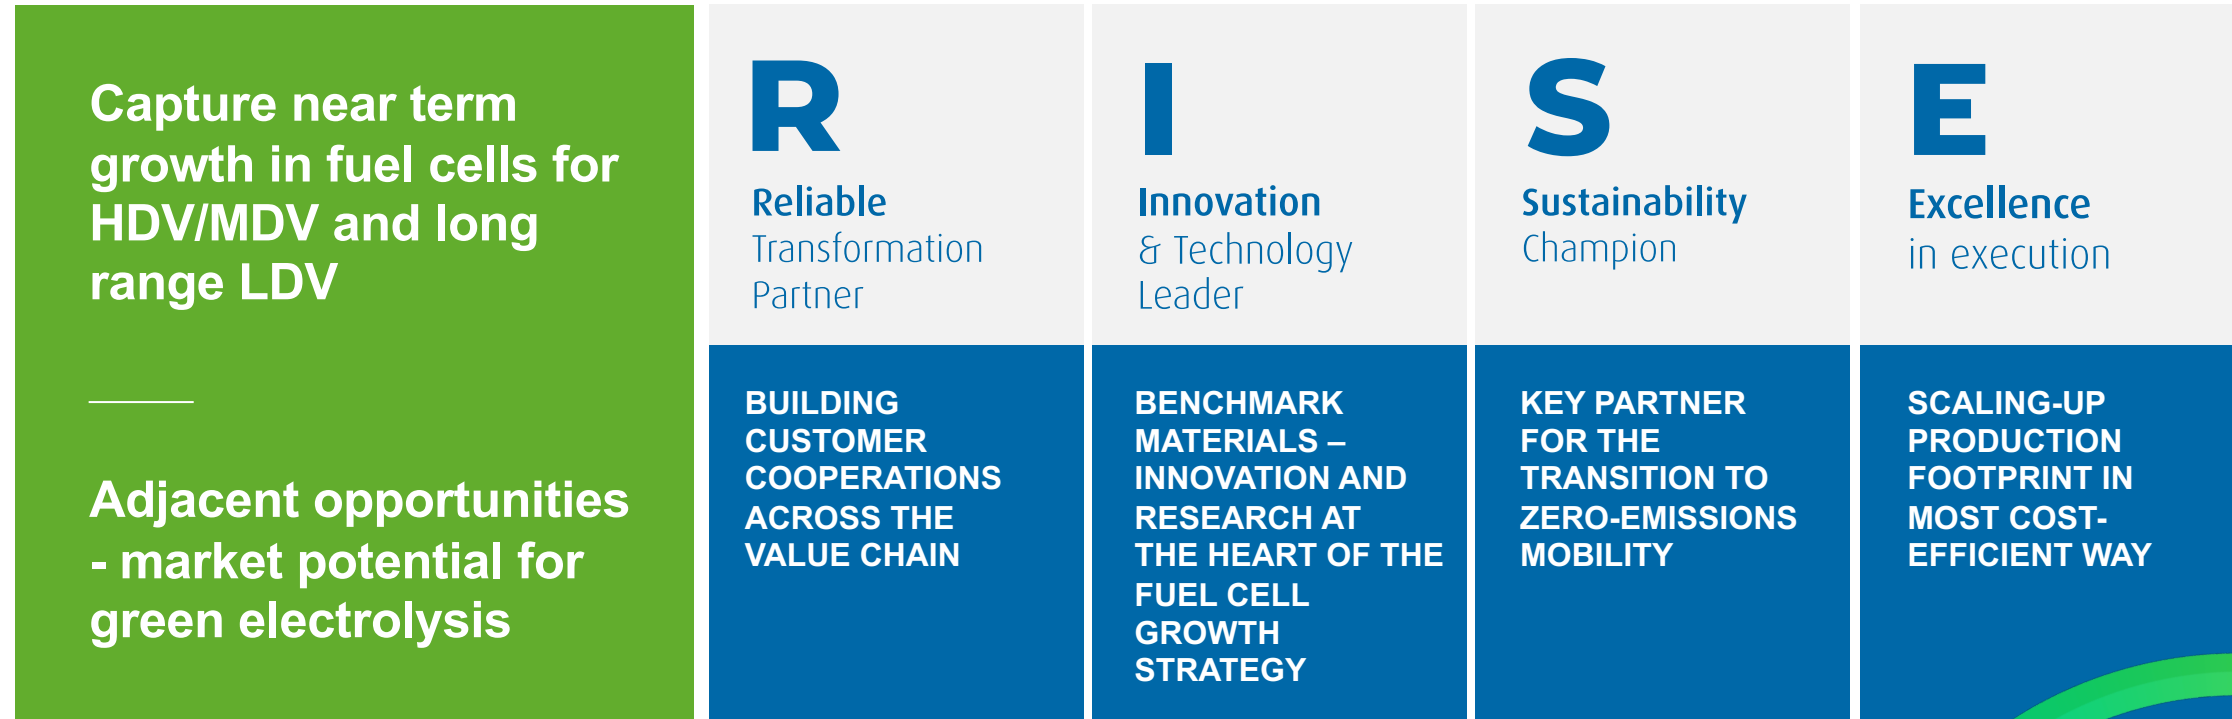 Capture near term
growth in fuel cells for
HDV/MDV and long
range LDV
Adjacent opportunities
- market potential for
green electrolysis
R
Reliable
Transformation
Partner
BUILDING
CUSTOMER
COOPERATIONS
ACROSS THE
VALUE CHAIN
I
Innovation
& Technology
Leader
BENCHMARK
MATERIALS –
INNOVATION AND
RESEARCH AT
THE HEART OF THE
FUEL CELL
GROWTH
STRATEGY
S
Sustainability
Champion
KEY PARTNER
FOR THE
TRANSITION TO
ZERO-EMISSIONS
MOBILITY
E
Excellence
in execution
SCALING-UP
PRODUCTION
FOOTPRINT IN
MOST COST-
EFFICIENT WAY